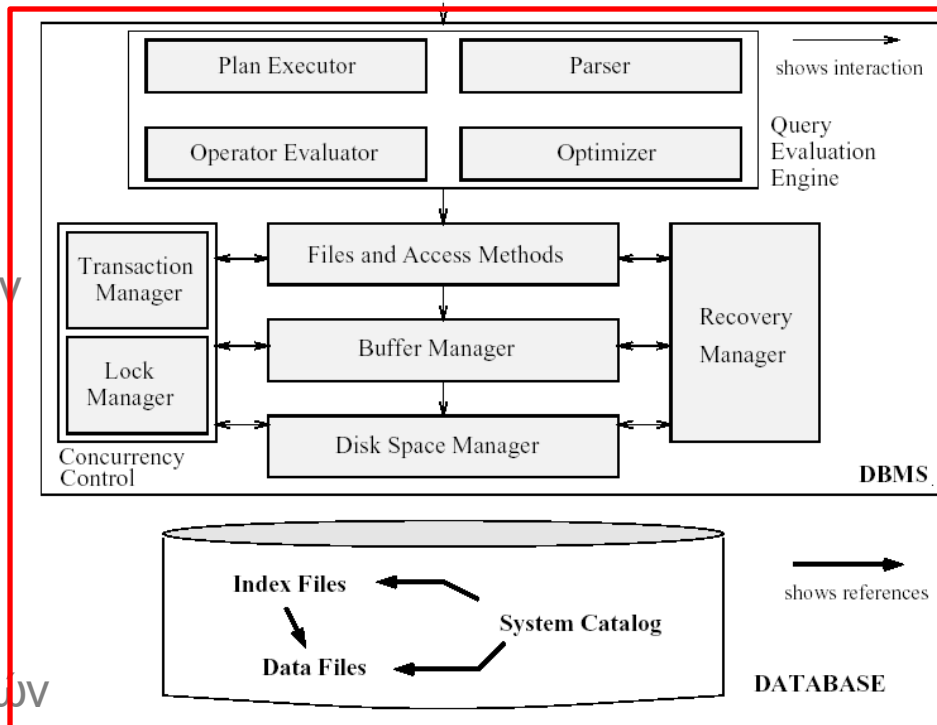 Plan Executor
Parser
shows interaction
Operator Evaluator
Optimizer
Query
Evaluation
Engine
Files and Access Methods
Transaction
Manager
ν
Recovery
Manager
Buffer Manager
Lock
Manager
Disk Space Manager
Concurrency
Control
DBMS
Index Files
shows references
System Catalog
Data Files
DATABASE
ών